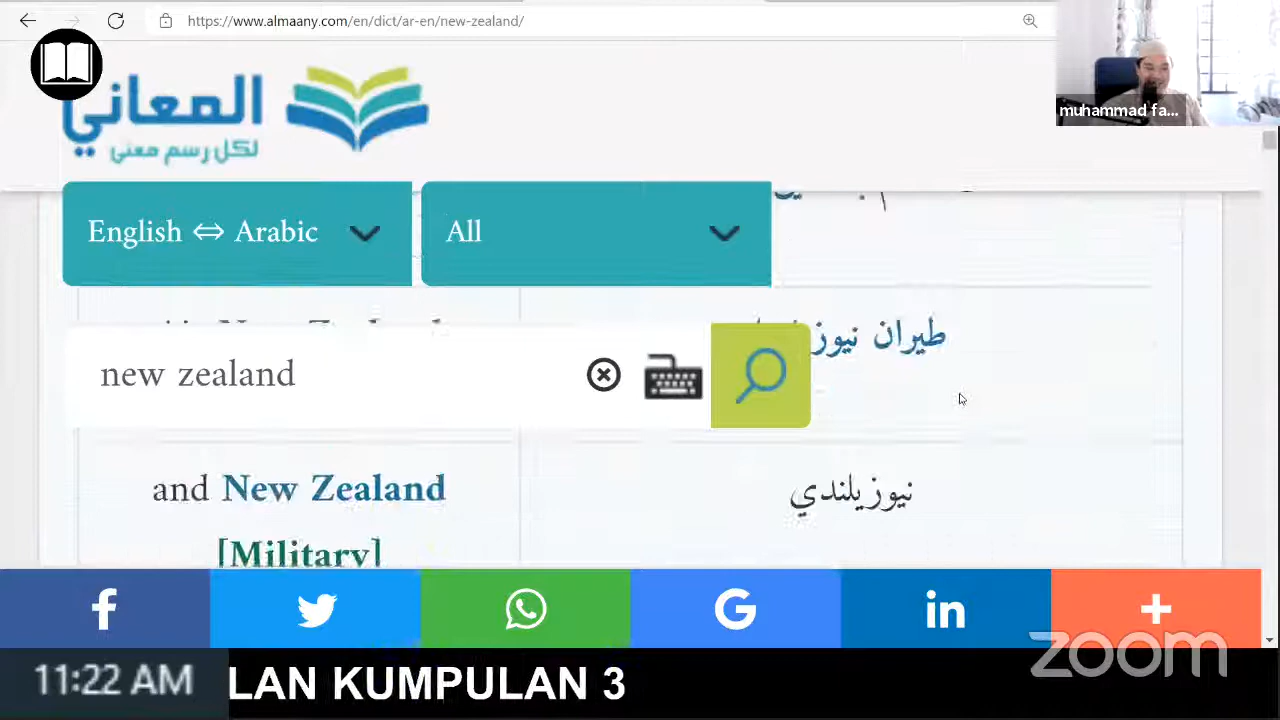 https://www.almaany.com/en/dict/ar-en/new-zealand/
المعاني
لكل رسم معنى
muhammad fa...
English ⇔ Arabic
All
طيران نيوز
new zealand
and New Zealand
[Military]
نيوزيلندي
f
G
in
+
zoom
11:22 AM
LAN KUMPULAN 3